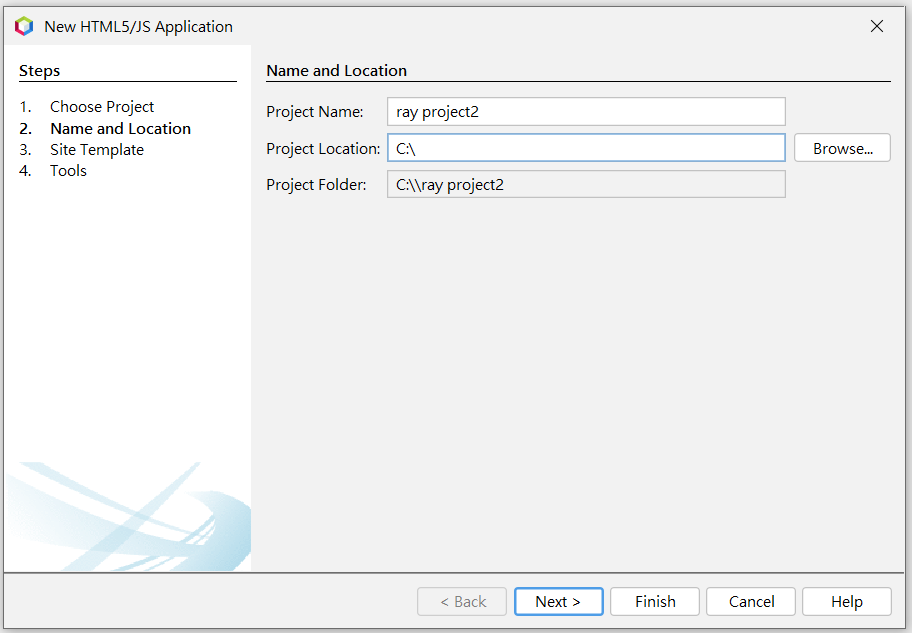 New HTML5/JS Application
Steps
1. Choose Project
2. Name and Location
3. Site Template
4. Tools
Name and Location
Project Name: ray project2
Project Location: C:\ Browse...
Project Folder: C:\\ray project2
< Back Next > Finish Cancel Help